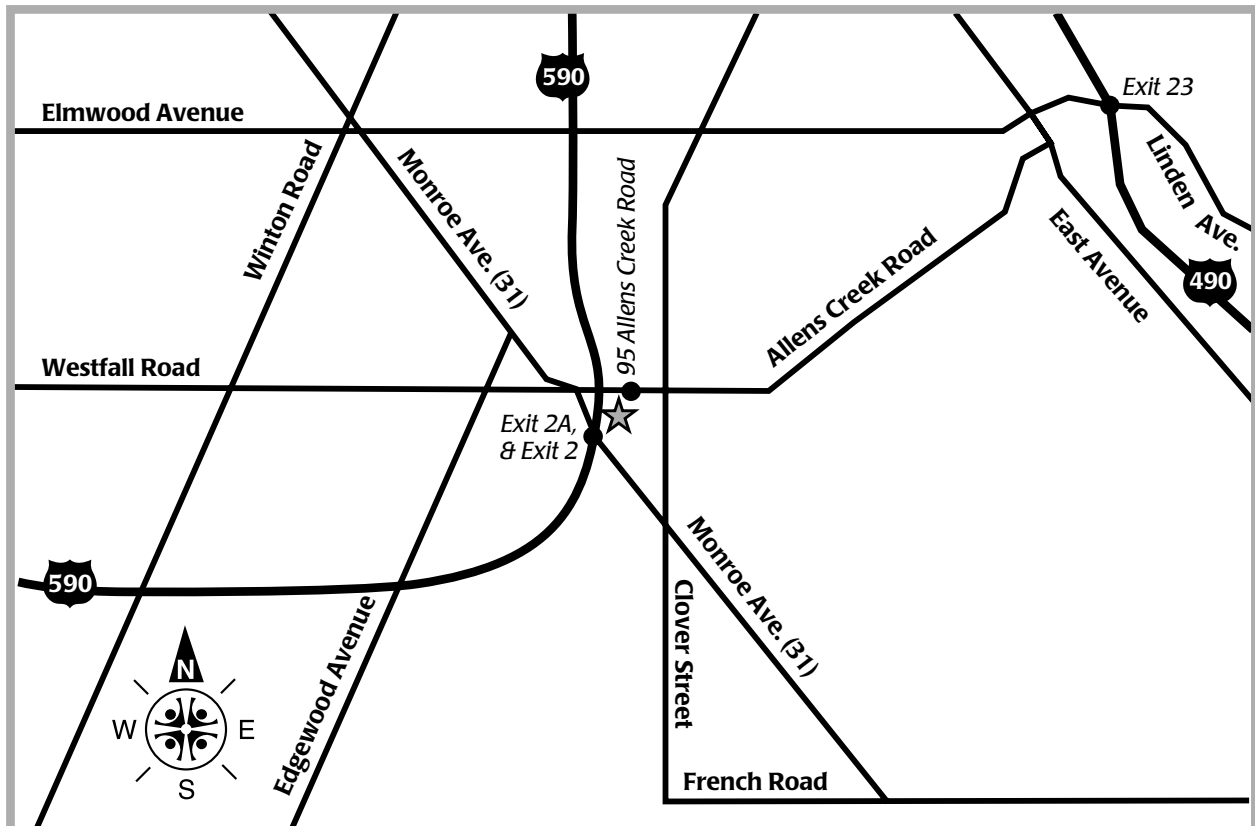 590
Exit 23
Elmwood Avenue
Winton Road
Monroe Ave. (31)
95 Allens Creek Road
Linden Ave.
East Avenue
490
Allens Creek Road
Westfall Road
Exit 2A,
& Exit 2
Monroe Ave. (31)
590
Clover Street
Edgewood Avenue
N
W
E
S
French Road